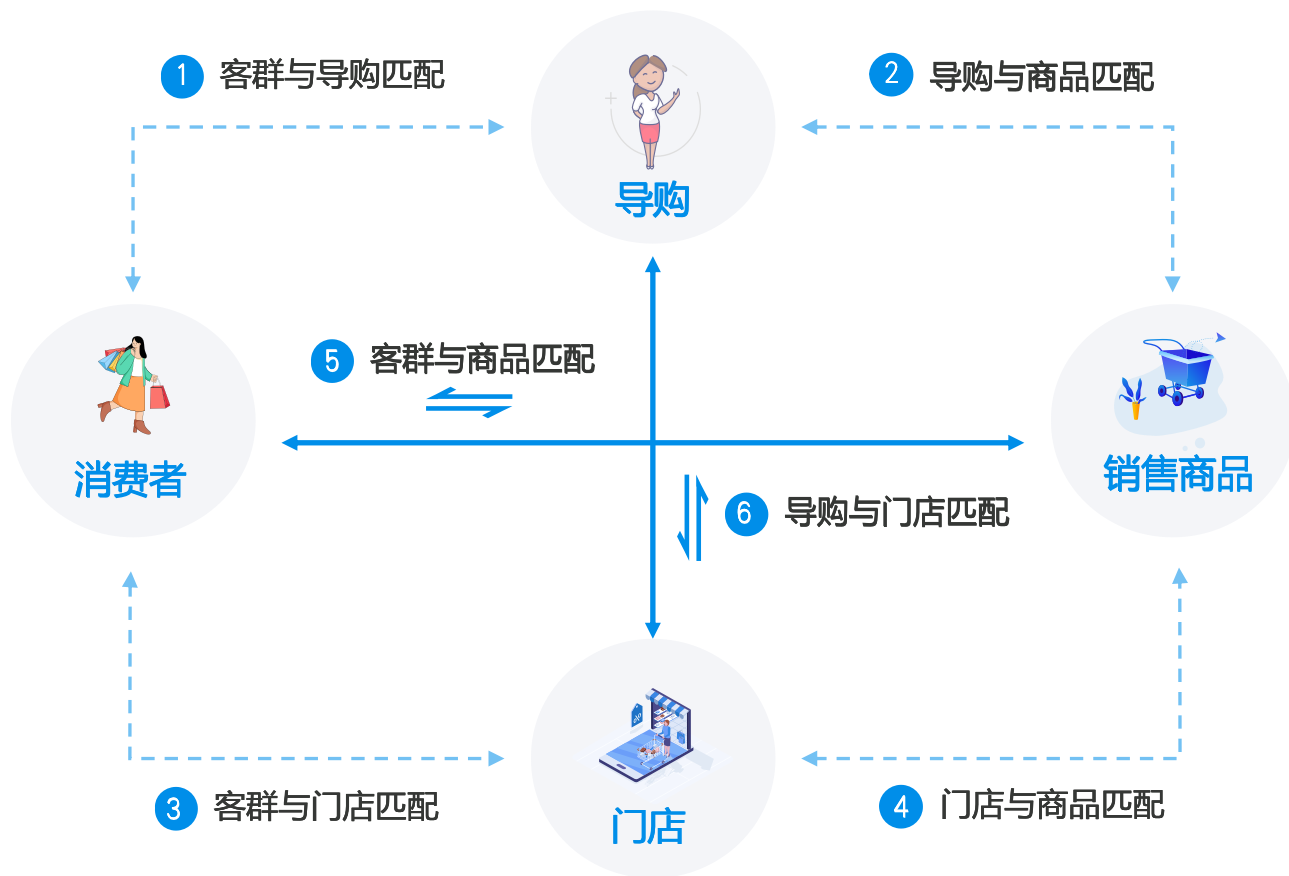 1 客群与导购匹配
2 导购与商品匹配
导购
5 客群与商品匹配
消费者
销售商品
6 导购与门店匹配
3 客群与门店匹配
4 门店与商品匹配
门店